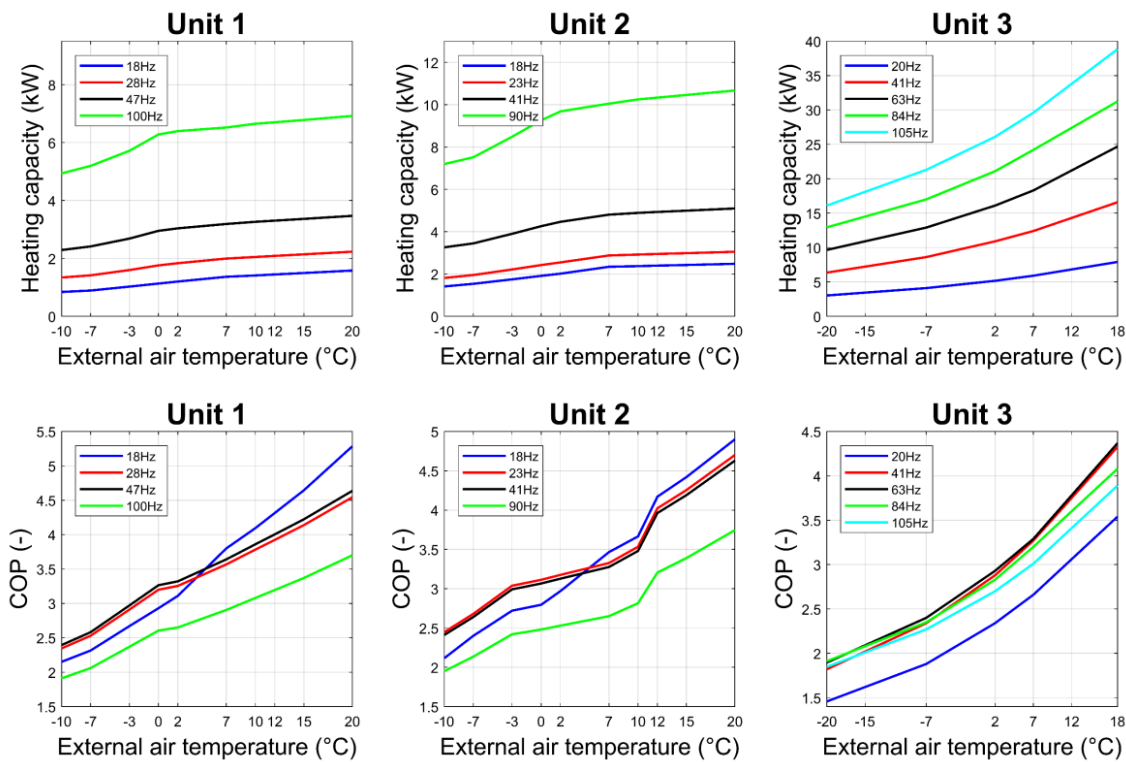 Unit 1
Heating capacity (kW)
8
6
4
2
0
18Hz
28Hz
47Hz
100Hz
-10 -7 -3 0 2 7 10 12 15 20
External air temperature (°C)
Unit 2
Heating capacity (kW)
12
10
8
6
4
2
0
18Hz
23Hz
41Hz
90Hz
-10 -7 -3 0 2 7 10 12 15 20
External air temperature (°C)
Unit 3
Heating capacity (kW)
40
35
30
25
20
15
10
5
0
20Hz
41Hz
63Hz
84Hz
105Hz
-20 -15 -7 2 7 12 18
External air temperature (°C)
Unit 1
COP (-)
5.5
5
4.5
4
3.5
3
2.5
2
1.5
18Hz
28Hz
47Hz
100Hz
-10 -7 -3 0 2 7 10 12 15 20
External air temperature (°C)
Unit 2
COP (-)
5
4.5
4
3.5
3
2.5
2
1.5
18Hz
23Hz
41Hz
90Hz
-10 -7 -3 0 2 7 10 12 15 20
External air temperature (°C)
Unit 3
COP (-)
4.5
4
3.5
3
2.5
2
1.5
20Hz
41Hz
63Hz
84Hz
105Hz
-20 -15 -7 2 7 12 18
External air temperature (°C)